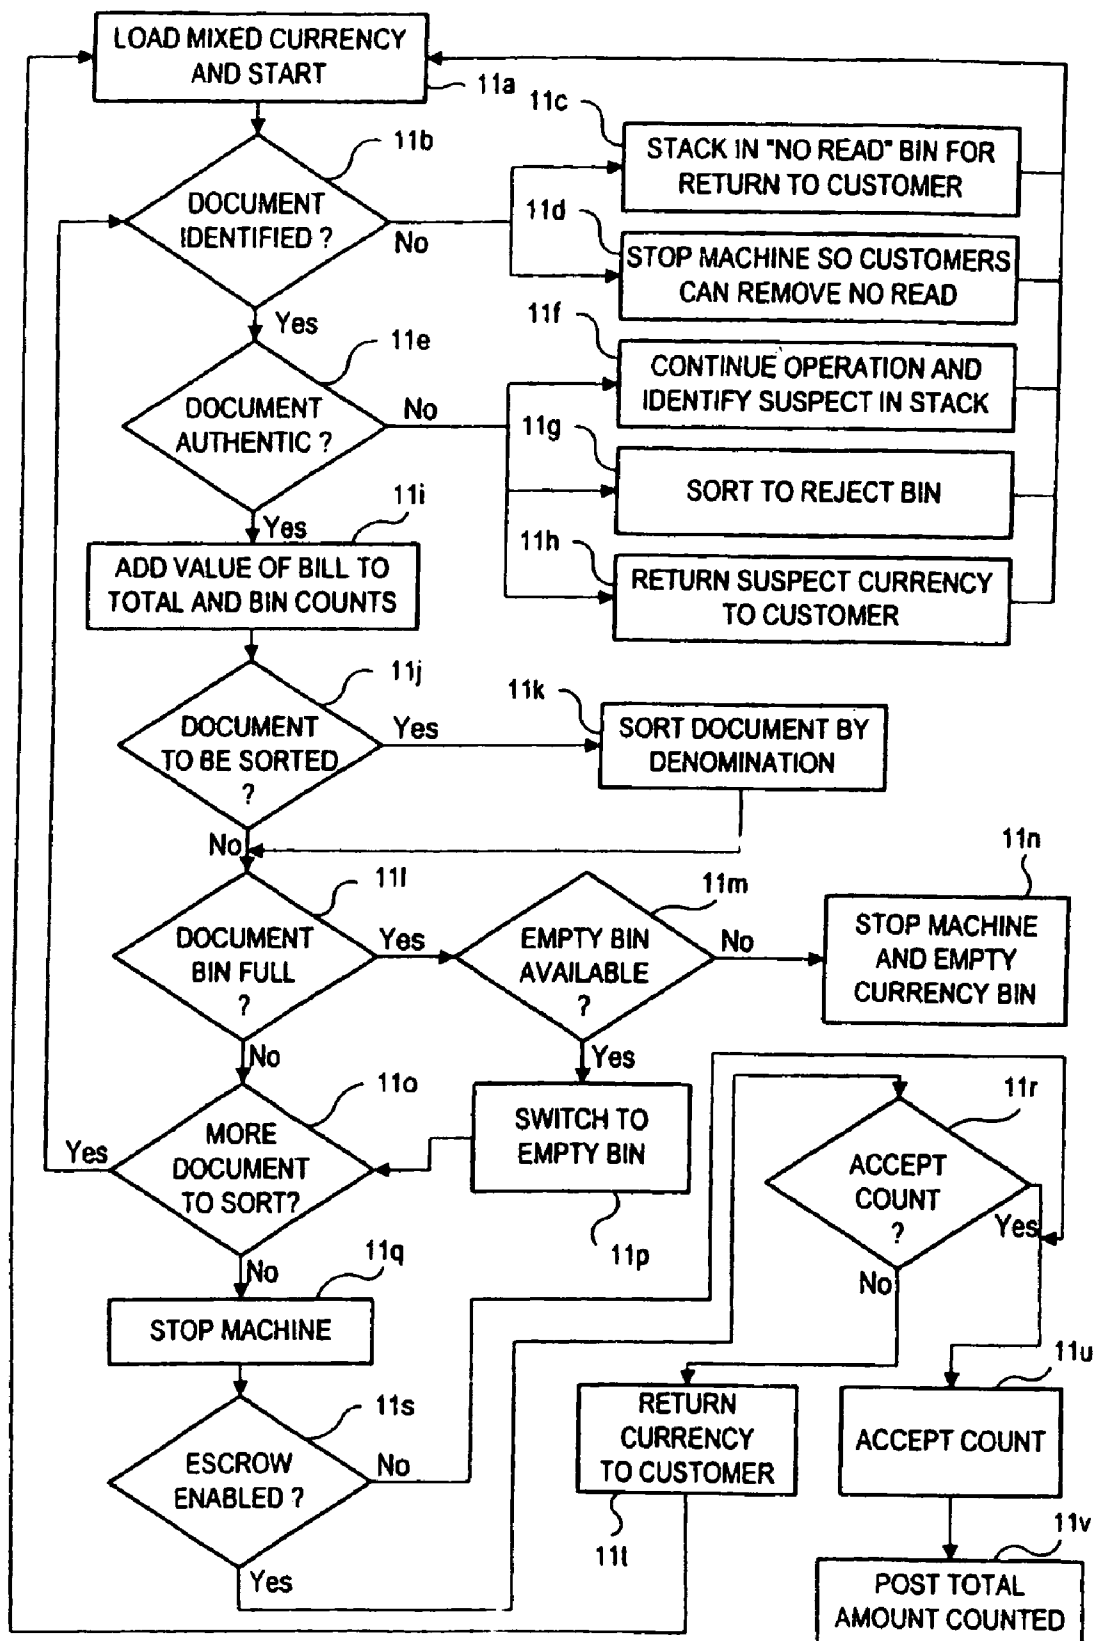 LOAD MIXED CURRENCY
AND START
11a
11b
DOCUMENT
IDENTIFIED ?
No
Yes
11c
STACK IN "NO READ" BIN FOR
RETURN TO CUSTOMER
11d
STOP MACHINE SO CUSTOMERS
CAN REMOVE NO READ
11e
DOCUMENT
AUTHENTIC ?
No
Yes
11f
CONTINUE OPERATION AND
IDENTIFY SUSPECT IN STACK
11g
SORT TO REJECT BIN
11h
RETURN SUSPECT CURRENCY
TO CUSTOMER
11i
ADD VALUE OF BILL TO
TOTAL AND BIN COUNTS
11j
DOCUMENT
TO BE SORTED
?
Yes
No
11k
SORT DOCUMENT BY
DENOMINATION
11l
DOCUMENT
BIN FULL
?
Yes
No
11m
EMPTY BIN
AVAILABLE
?
No
Yes
11n
STOP MACHINE
AND EMPTY
CURRENCY BIN
11o
MORE
DOCUMENT
TO SORT?
Yes
No
SWITCH TO
EMPTY BIN
11p
11r
ACCEPT
COUNT
?
Yes
No
11q
STOP MACHINE
11s
ESCROW
ENABLED ?
No
Yes
RETURN
CURRENCY
TO CUSTOMER
11t
11u
ACCEPT COUNT
11v
POST TOTAL
AMOUNT COUNTED